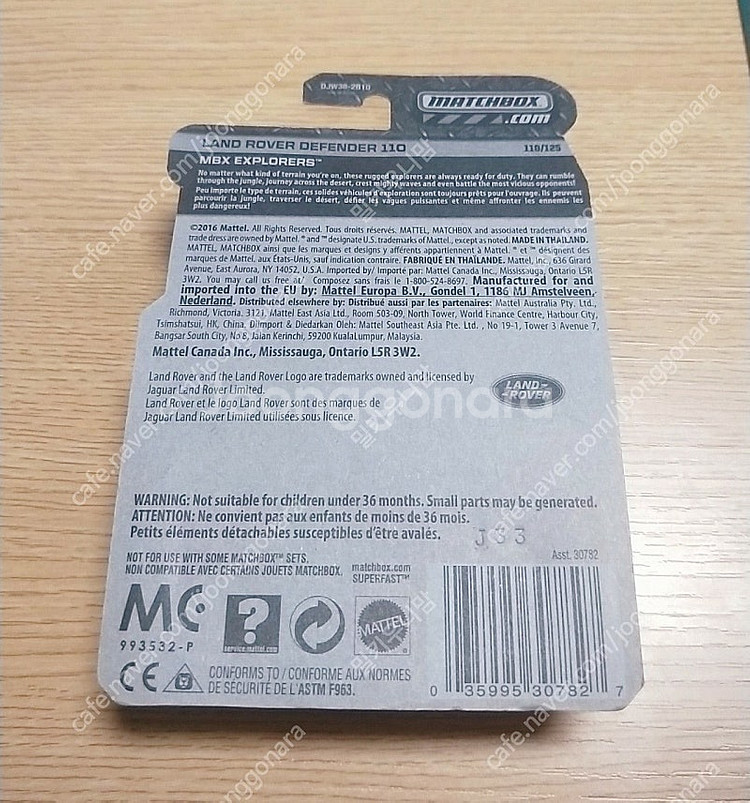 DJW38-2B10
MATCHBOX
.COM
LAND ROVER DEFENDER 110
118/125
MBX EXPLORERS™
No matter what kind of terrain you're on, these rugged explorers are always ready for duty. They can rumble
through the jungle, journey across the desert, crest mighty waves and even battle the most vicious opponents!
Peu importe le type de terrain, ces solides véhicules d'exploration sont toujours prêts pour l'ouvrage! Ils peuvent
parcourir la jungle, traverser le désert, défier les vagues puissantes et même affronter les ennemis les
plus dangereux!
©2016 Mattel. All Rights Reserved. Tous droits réservés. MATTEL, MATCHBOX and associated trademarks and
trade dress are owned by Mattel. ® and ™ designate U.S. trademarks of Mattel, except as noted. MADE IN THAILAND.
MATTEL, MATCHBOX ainsi que les marques et designs y afférents appartiennent à Mattel. ® et ™ désignent des
marques de Mattel, aux États-Unis, sauf indication contraire. FABRIQUÉ EN THAÏLANDE. Mattel, Inc., 636 Girard
Avenue, East Aurora, NY 14052, U.S.A. Imported by/ Importé par: Mattel Canada Inc., Mississauga, Ontario L5R
3W2. You may call us free at/ Composez sans frais le 1-800-524-8697. Manufactured for and
imported into the EU by: Mattel Europa B.V., Gondel 1, 1186 MJ Amstelveen,
Nederland. Distributed elsewhere by: Distribué aussi par les partenaires: Mattel Australia Pty. Ltd.,
Richmond, Victoria. 3121. Mattel East Asia Ltd., Room 503-09, North Tower, World Finance Centre, Harbour City,
Tsimshatsui, HK, China. Diimport & Diedarkan Oleh: Mattel Southeast Asia Pte. Ltd. , No 19-1, Tower 3 Avenue 7,
Bangsar South City, No 8, Jalan Kerinchi, 59200 Kuala Lumpur, Malaysia.
Mattel Canada Inc., Mississauga, Ontario L5R 3W2.
Land Rover and the Land Rover Logo are trademarks owned and licensed by
Jaguar Land Rover Limited.
Land Rover et le logo Land Rover sont des marques de
Jaguar Land Rover Limited utilisées sous licence.
LAND-
-ROVER
joonggonara
WARNING: Not suitable for children under 36 months. Small parts may be generated.
ATTENTION: Ne convient pas aux enfants de moins de 36 mois.
Petits éléments détachables susceptibles d'être avalés.
J33
Asst. 30782
NOT FOR USE WITH SOME MATCHBOX™ SETS.
NON COMPATIBLE AVEC CERTAINS JOUETS MATCHBOX.
matchbox.com
SUPERFAST™
MC
993532-P
?
service.mattel.com
MATTEL
CE
CONFORMS TO / CONFORME AUX NORMES
DE SÉCURITÉ DE L'ASTM F963.
0 35995 30782 7
cafe.naver.com/joonggonara